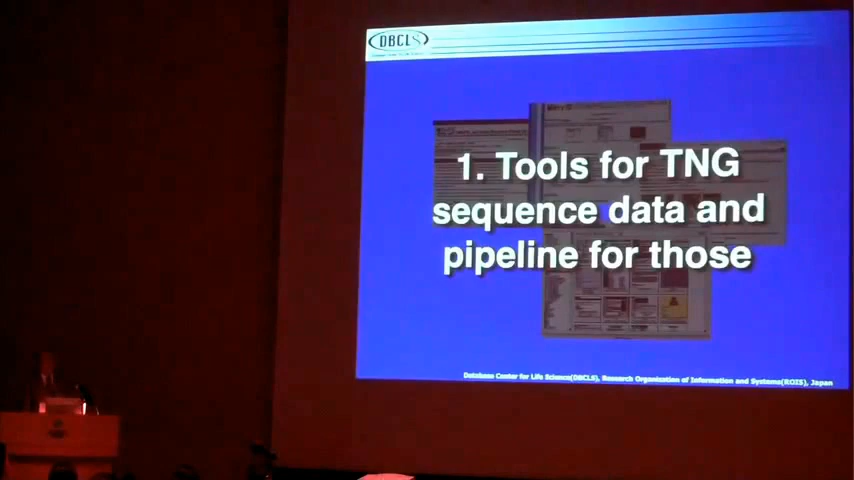 DBCLS
1. Tools for TNG
sequence data and
pipeline for those
Database Center for Life Science(DBCLS), Research Organization of Information and Systems(ROIS), Japan